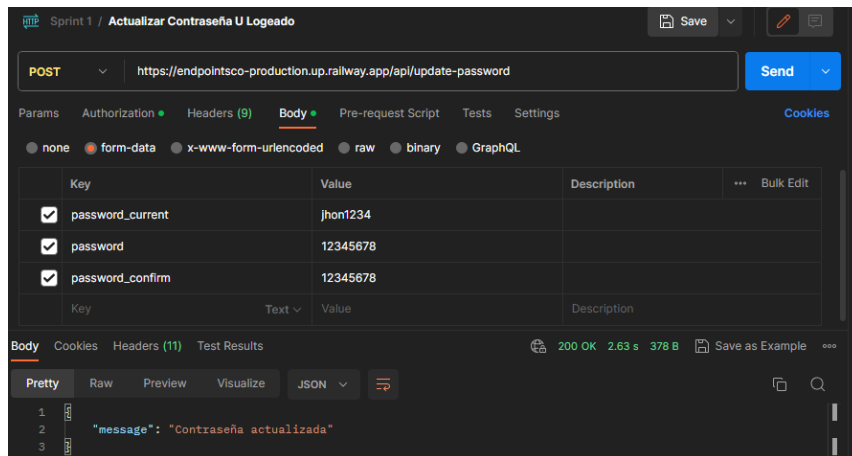 HTTP Sprint 1 / Actualizar Contraseña U Logeado Save
POST https://endpointsco-production.up.railway.app/api/update-password Send
Params Authorization Headers (9) Body Pre-request Script Tests Settings Cookies
none form-data x-www-form-urlencoded raw binary GraphQL
Key Value Description Bulk Edit
password_current jhon1234
password 12345678
password_confirm 12345678
Key Text Value Description
Body Cookies Headers (11) Test Results 200 OK 2.63 s 378 B Save as Example
Pretty Raw Preview Visualize JSON
1 {
2 "message": "Contraseña actualizada"
3 }